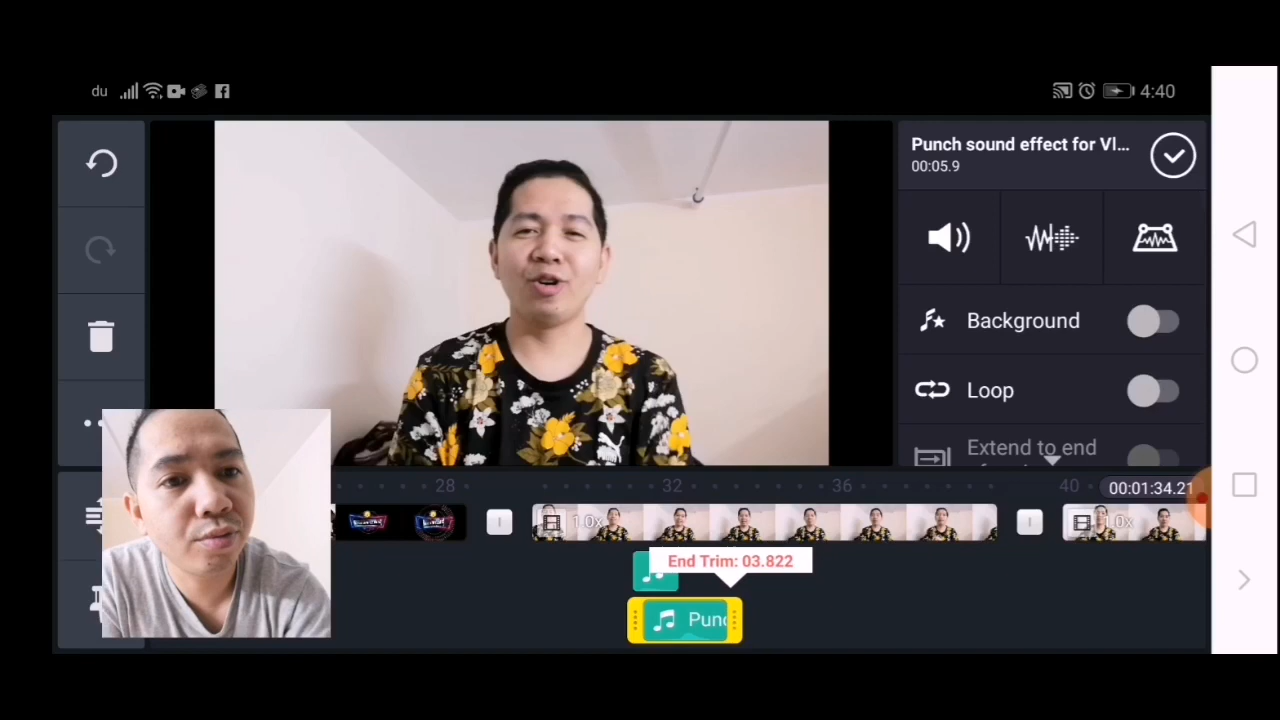 du
4:40
Punch sound effect for Vl...
00:05.9
Background
Loop
Extend to end
28
32
36
40
00:01:34.21
1.0x
1.0x
End Trim: 03.822
Punc